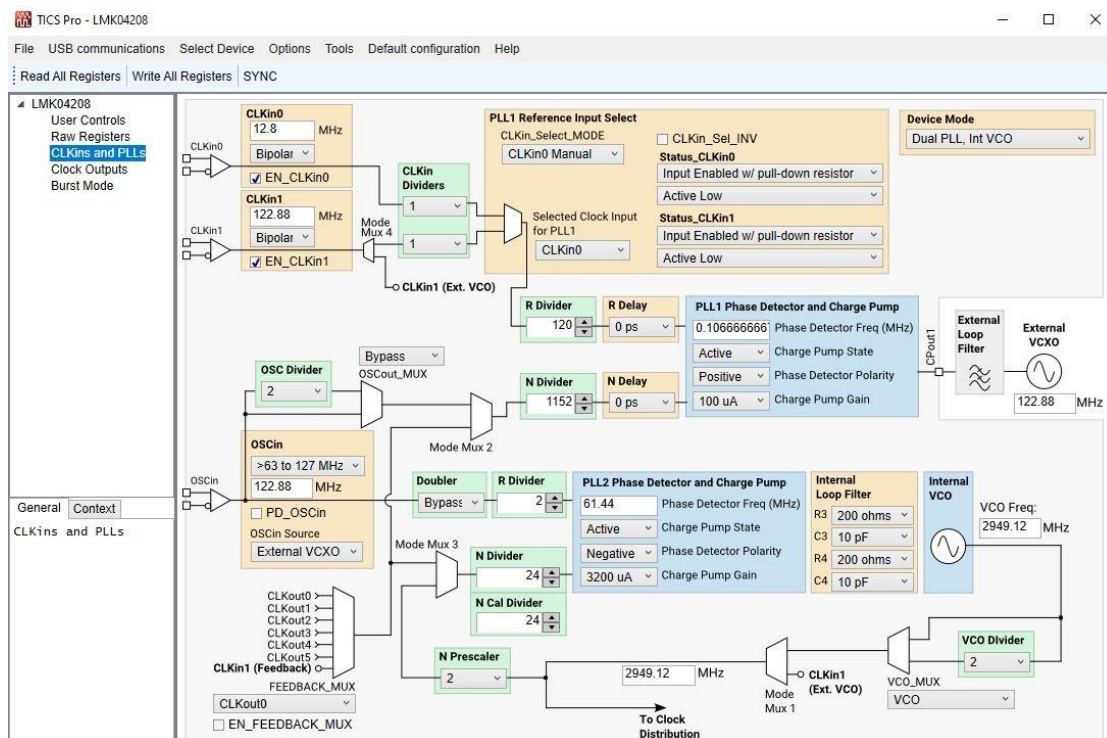 TICS Pro - LMK04208
File USB communications Select Device Options Tools Default configuration Help
Read All Registers Write All Registers SYNC
LMK04208
User Controls
Raw Registers
CLKins and PLLs
Clock Outputs
Burst Mode
General Context
CLKins and PLLs
CLKin0
CLKin0
12.8 MHz
Bipolar
EN_CLKin0
CLKin1
CLKin1
122.88 MHz
Bipolar
EN_CLKin1
Mode
Mux 4
CLKin
Dividers
1
1
CLKin1 (Ext. VCO)
PLL1 Reference Input Select
CLKin_Select_MODE
CLKin0 Manual
Selected Clock Input
for PLL1
CLKin0
CLKin_Sel_INV
Status_CLKin0
Input Enabled w/ pull-down resistor
Active Low
Status_CLKin1
Input Enabled w/ pull-down resistor
Active Low
Device Mode
Dual PLL, Int VCO
R Divider
120
R Delay
0 ps
PLL1 Phase Detector and Charge Pump
0.106666666 Phase Detector Freq (MHz)
Active Charge Pump State
Positive Phase Detector Polarity
100 uA Charge Pump Gain
CPout1
External
Loop
Filter
External
VCXO
122.88 MHz
Bypass
OSCout_MUX
OSC Divider
2
N Divider
1152
N Delay
0 ps
Mode Mux 2
OSCin
OSCin
>63 to 127 MHz
122.88 MHz
PD_OSCin
OSCin Source
External VCXO
Doubler
Bypass
R Divider
2
PLL2 Phase Detector and Charge Pump
61.44 Phase Detector Freq (MHz)
Active Charge Pump State
Negative Phase Detector Polarity
3200 uA Charge Pump Gain
Internal
Loop Filter
R3 200 ohms
C3 10 pF
R4 200 ohms
C4 10 pF
Internal
VCO
VCO Freq:
2949.12 MHz
Mode Mux 3
N Divider
24
N Cal Divider
24
CLKout0
CLKout1
CLKout2
CLKout3
CLKout4
CLKout5
CLKin1 (Feedback)
FEEDBACK_MUX
CLKout0
EN_FEEDBACK_MUX
N Prescaler
2
2949.12 MHz
To Clock
Distribution
Mode
Mux 1
CLKin1
(Ext. VCO)
VCO_MUX
VCO
VCO DIvider
2